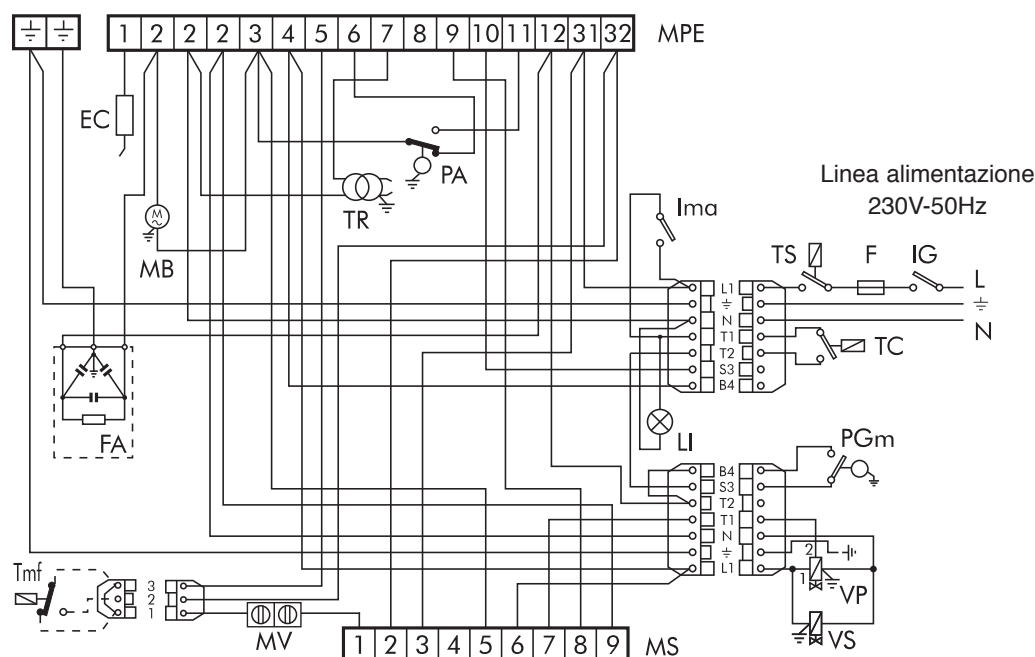 1 2 2 2 3 4 5 6 7 8 9 10 11 12 31 32 MPE
EC
M
~
MB
TR
PA
Linea alimentazione
230V-50Hz
Ima
TS F IG
L
N
TC
L1
N
T1
T2
S3
B4
FA
LI
PGm
B4
S3
T2
T1
N
L1
2
1
VP
VS
Tmf
3
2
1
MV
1 2 3 4 5 6 7 8 9 MS